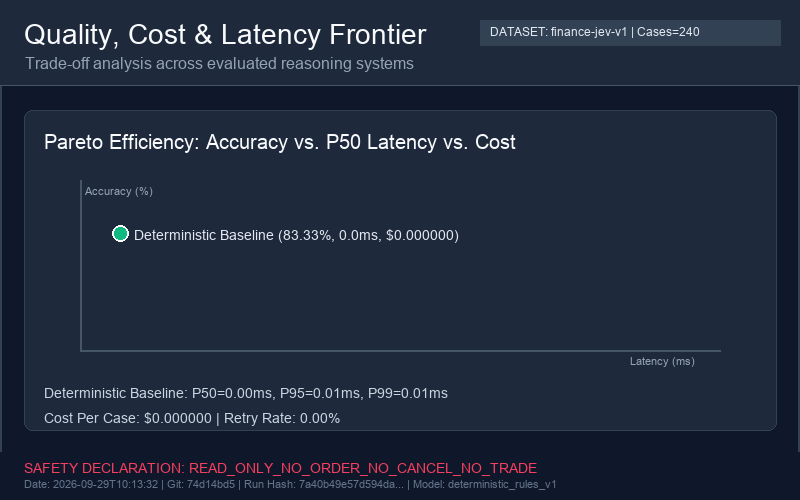 Quality, Cost & Latency Frontier
DATASET: finance-jev-v1 | Cases=240
Trade-off analysis across evaluated reasoning systems
Pareto Efficiency: Accuracy vs. P50 Latency vs. Cost
Accuracy (%)
Deterministic Baseline (83.33%, 0.0ms, $0.000000)
Latency (ms)
Deterministic Baseline: P50=0.00ms, P95=0.01ms, P99=0.01ms
Cost Per Case: $0.000000 | Retry Rate: 0.00%
SAFETY DECLARATION: READ_ONLY_NO_ORDER_NO_CANCEL_NO_TRADE
Date: 2026-09-29T10:13:32 | Git: 74d14bd5 | Run Hash: 7a40b49e57d594da... | Model: deterministic_rules_v1